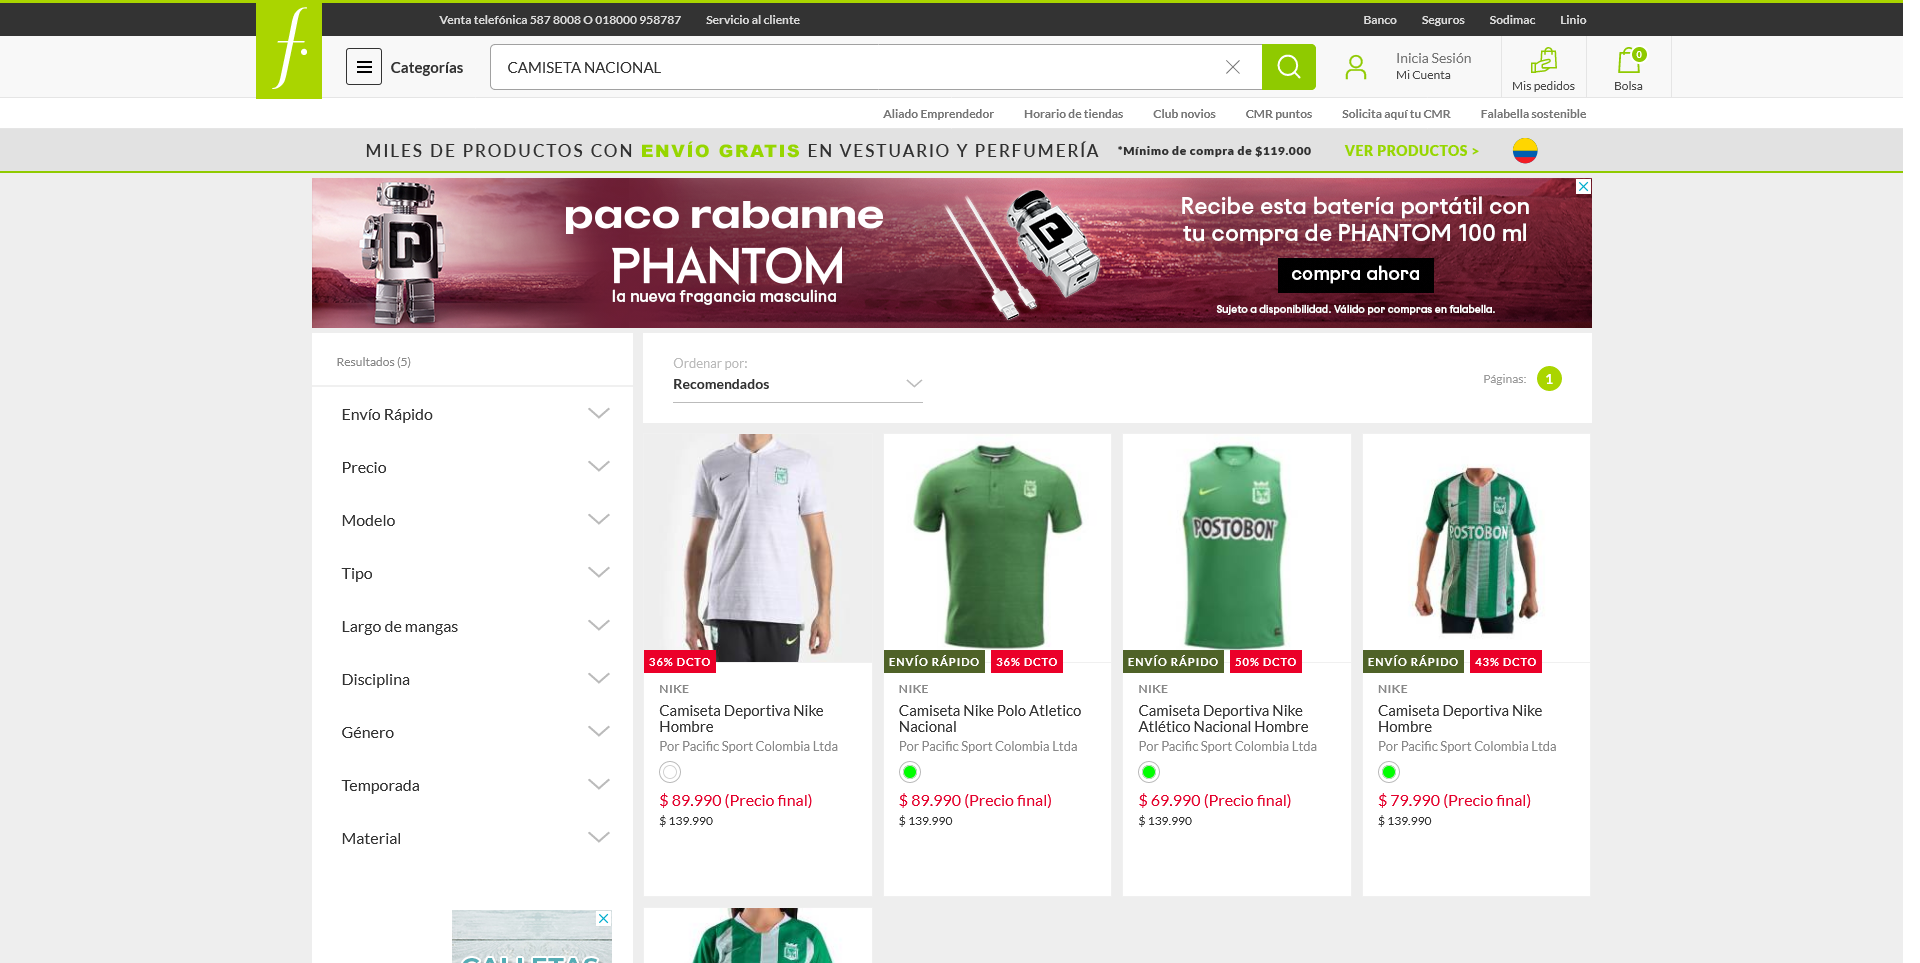 Venta telefónica 587 8008 O 018000 958787 Servicio al cliente Banco Seguros Sodimac Linio
f.
Categorías CAMISETA NACIONAL Inicia Sesión
Mi Cuenta
0
Mis pedidos Bolsa
Aliado Emprendedor Horario de tiendas Club novios CMR puntos Solicita aquí tu CMR Falabella sostenible
MILES DE PRODUCTOS CON ENVÍO GRATIS EN VESTUARIO Y PERFUMERÍA *Mínimo de compra de $119.000 VER PRODUCTOS >
paco rabanne
PHANTOM
la nueva fragancia masculina
Recibe esta batería portátil con
tu compra de PHANTOM 100 ml
compra ahora
Sujeto a disponibilidad. Válido por compras en falabella.
Resultados (5)
Envío Rápido
Precio
Modelo
Tipo
Largo de mangas
Disciplina
Género
Temporada
Material
Ordenar por:
Recomendados
Páginas: 1
36% DCTO
NIKE
Camiseta Deportiva Nike
Hombre
Por Pacific Sport Colombia Ltda
$ 89.990 (Precio final)
$ 139.990
ENVÍO RÁPIDO 36% DCTO
NIKE
Camiseta Nike Polo Atletico
Nacional
Por Pacific Sport Colombia Ltda
$ 89.990 (Precio final)
$ 139.990
POSTOBON
ENVÍO RÁPIDO 50% DCTO
NIKE
Camiseta Deportiva Nike
Atlético Nacional Hombre
Por Pacific Sport Colombia Ltda
$ 69.990 (Precio final)
$ 139.990
POSTOBON
ENVÍO RÁPIDO 43% DCTO
NIKE
Camiseta Deportiva Nike
Hombre
Por Pacific Sport Colombia Ltda
$ 79.990 (Precio final)
$ 139.990